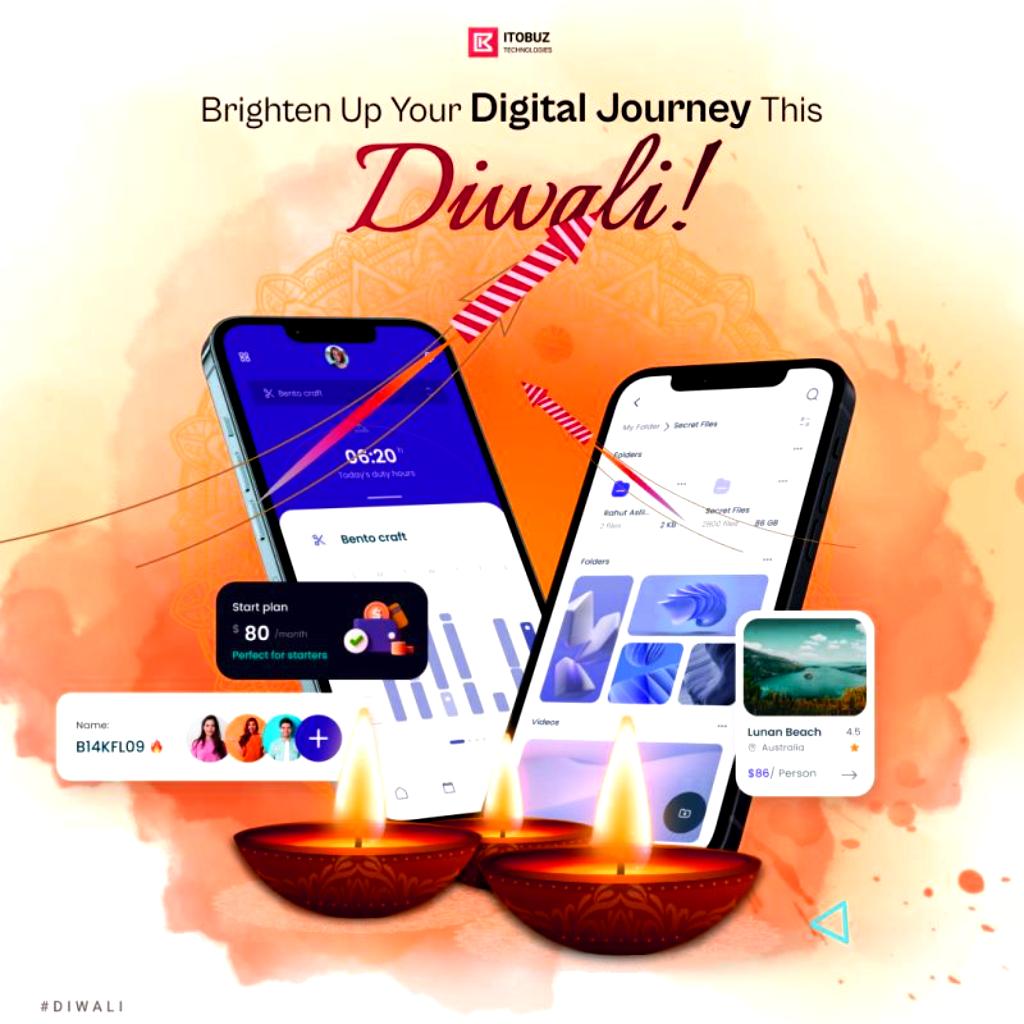 ITOBUZ
TECHNOLOGIES
Brighten Up Your Digital Journey This
Diwali!
Bento craft
06:20 h
Today's duty hours
Bento craft
Start plan
$ 80 /month
Perfect for starters
Name:
B14KFL09
My Folder > Secret Files
Folders
Secret Files
2 files 2 KB
2800 files 86 GB
Folders
Videos
Lunan Beach 4.5
Australia
$86/ Person
#DIWALI